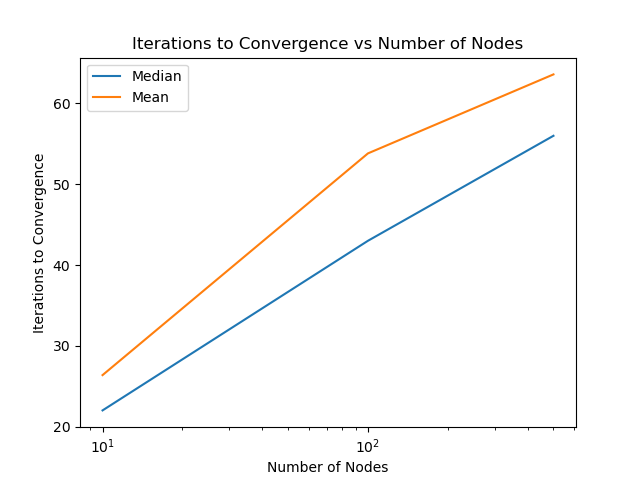 Iterations to Convergence vs Number of Nodes
Median
Mean
Iterations to Convergence
60
50
40
30
20
10¹
10²
Number of Nodes